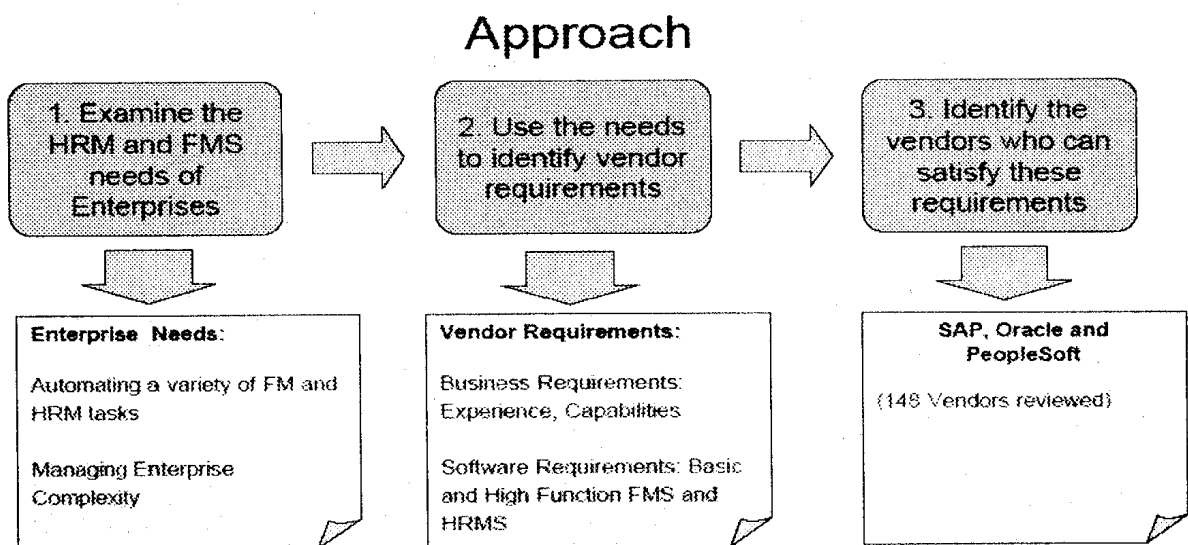 Approach
1. Examine the
HRM and FMS
needs of
Enterprises
2. Use the needs
to identify vendor
requirements
3. Identify the
vendors who can
satisfy these
requirements
Enterprise Needs:
Automating a variety of FM and
HRM tasks
Managing Enterprise
Complexity
Vendor Requirements:
Business Requirements:
Experience, Capabilities
Software Requirements: Basic
and High Function FMS and
HRMS
SAP, Oracle and
PeopleSoft
(148 Vendors reviewed)